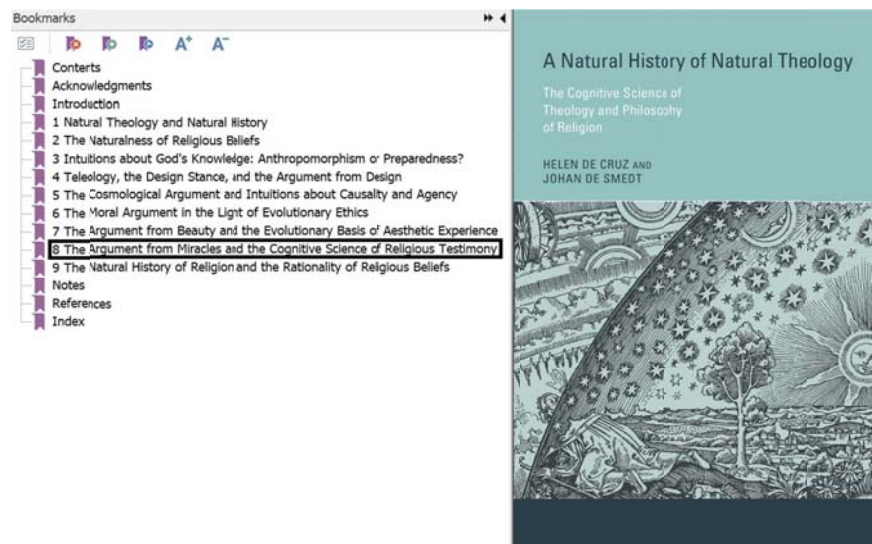 Bookmarks
Contents
Acknowledgments
Introduction
1 Natural Theology and Natural History
2 The Naturalness of Religious Beliefs
3 Intuitions about God's Knowledge: Anthropomorphism or Preparedness?
4 Teleology, the Design Stance, and the Argument from Design
5 The Cosmological Argument and Intuitions about Causality and Agency
6 The Moral Argument in the Light of Evolutionary Ethics
7 The Argument from Beauty and the Evolutionary Basis of Aesthetic Experience
8 The Argument from Miracles and the Cognitive Science of Religious Testimony
9 The Natural History of Religion and the Rationality of Religious Beliefs
Notes
References
Index
A Natural History of Natural Theology
The Cognitive Science of
Theology and Philosophy
of Religion
HELEN DE CRUZ AND
JOHAN DE SMEDT